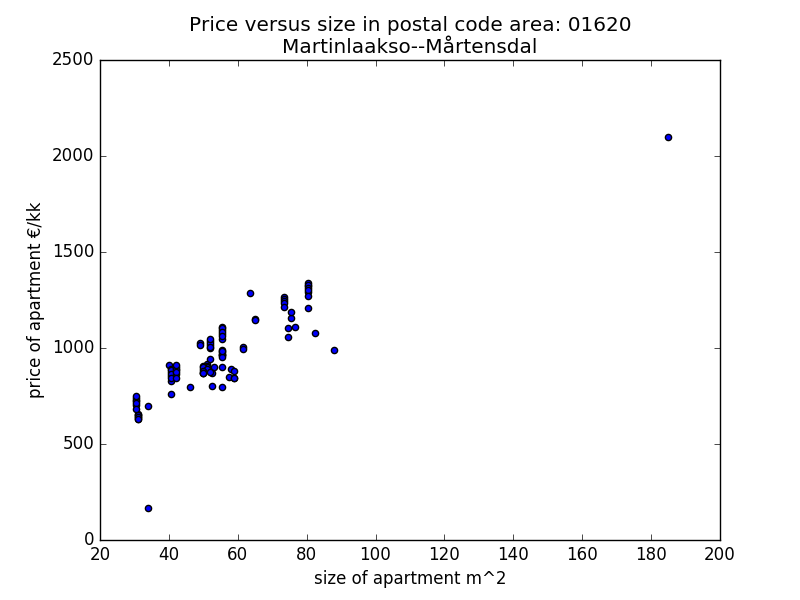 Price versus size in postal code area: 01620
Martinlaakso--Mårtensdal
2500
2000
1500
1000
500
0
price of apartment €/kk
20 40 60 80 100 120 140 160 180 200
size of apartment m^2